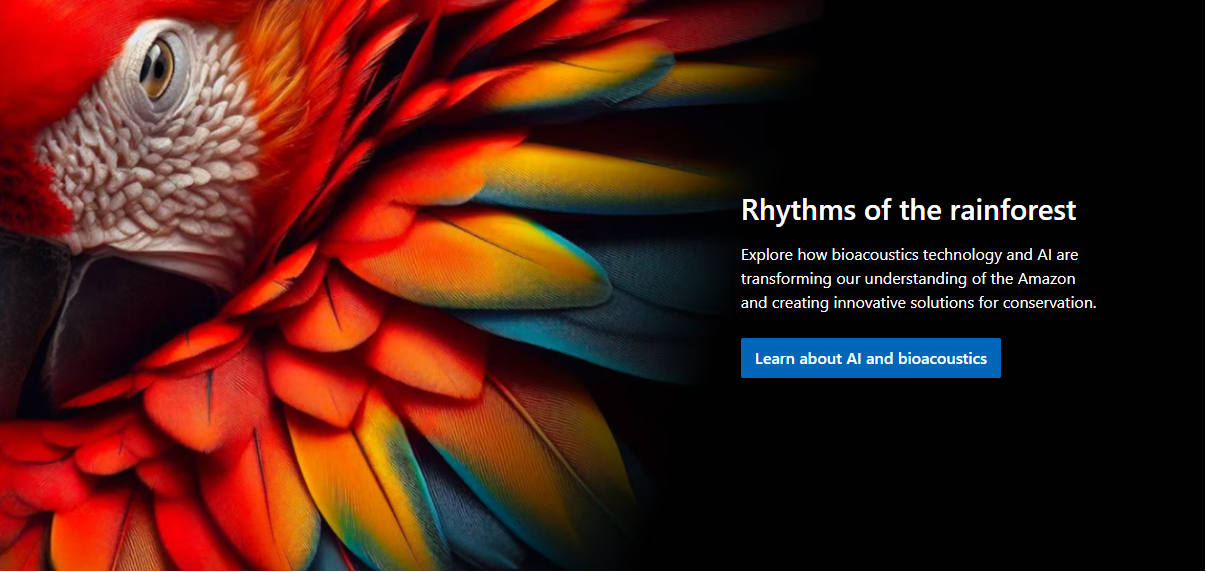 Rhythms of the rainforest
Explore how bioacoustics technology and AI are
transforming our understanding of the Amazon
and creating innovative solutions for conservation.
Learn about AI and bioacoustics